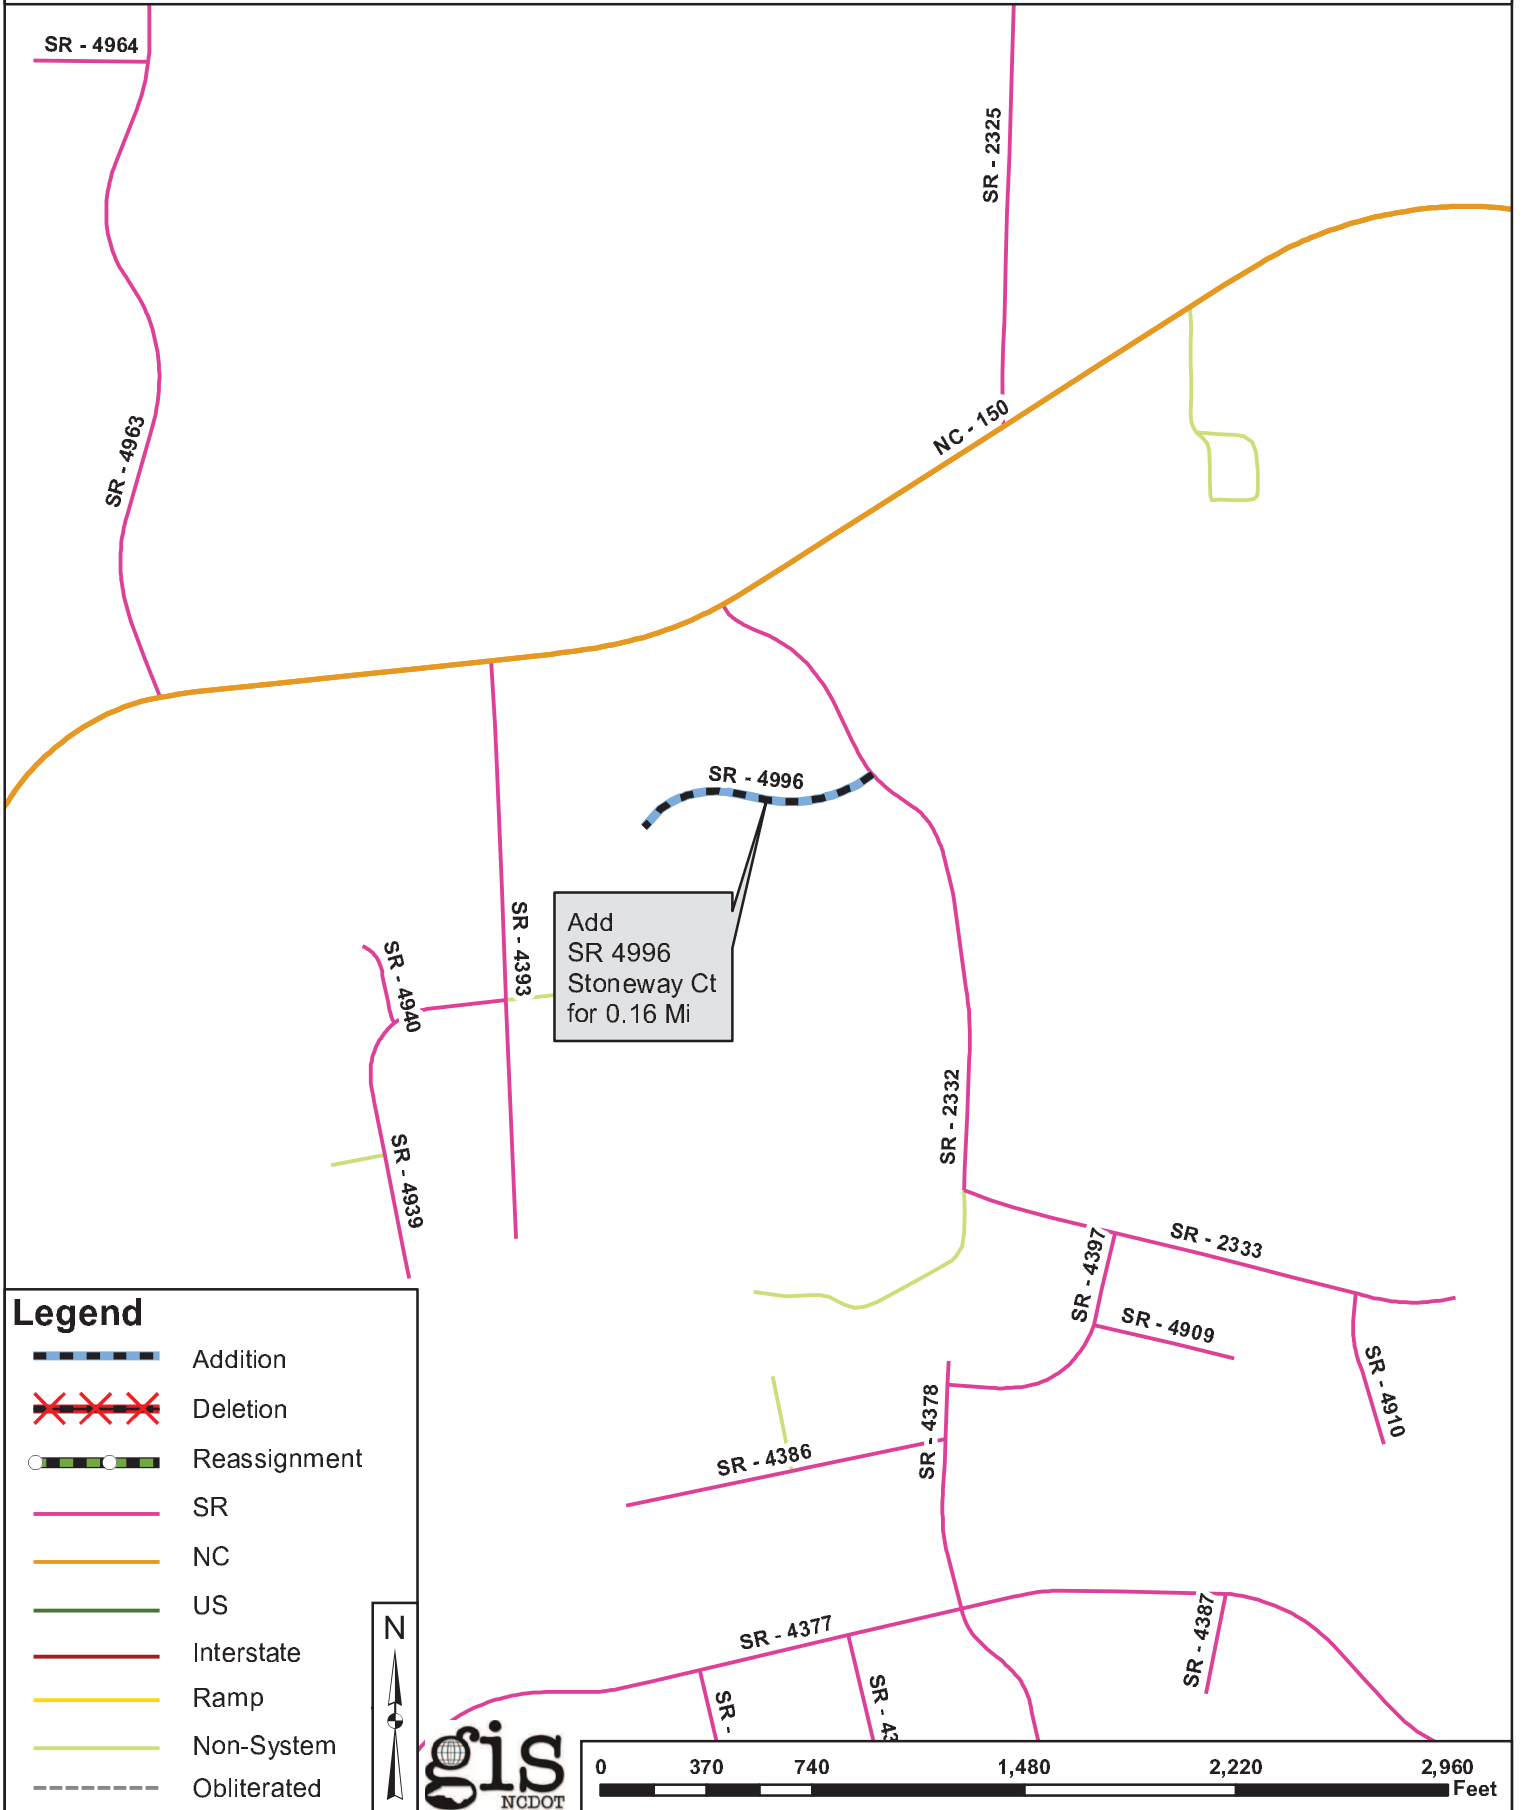 SR - 4964
SR - 2325
NC - 150
SR - 4963
SR - 4996
Add
SR 4996
Stoneway Ct
for 0.16 Mi
SR - 4393
SR - 4940
SR - 2332
SR - 4939
SR - 2333
SR - 4397
SR - 4909
SR - 4910
SR - 4378
SR - 4386
SR - 4377
SR - 4387
SR -
SR - 43
Legend
Addition
Deletion
Reassignment
SR
NC
US
Interstate
Ramp
Non-System
Obliterated
N
gis
NCDOT
0 370 740 1,480 2,220 2,960
Feet